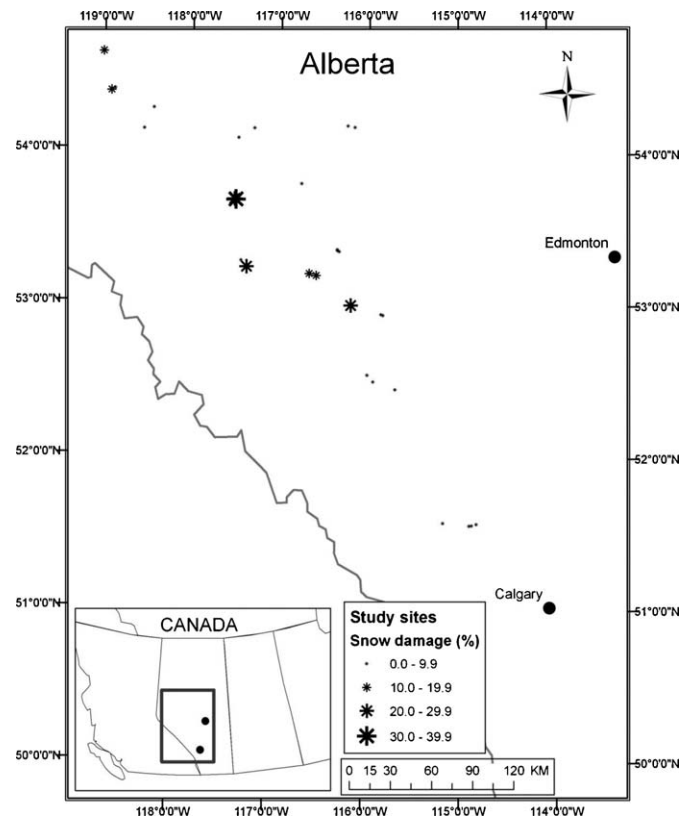 119°0'0"W 118°0'0"W 117°0'0"W 116°0'0"W 115°0'0"W 114°0'0"W
Alberta
N
54°0'0"N 54°0'0"N
Edmonton
53°0'0"N 53°0'0"N
52°0'0"N 52°0'0"N
Calgary
51°0'0"N 51°0'0"N
CANADA
Study sites
Snow damage (%)
0.0 - 9.9
10.0 - 19.9
20.0 - 29.9
30.0 - 39.9
50°0'0"N 50°0'0"N
0 15 30 60 90 120 KM
118°0'0"W 117°0'0"W 116°0'0"W 115°0'0"W 114°0'0"W